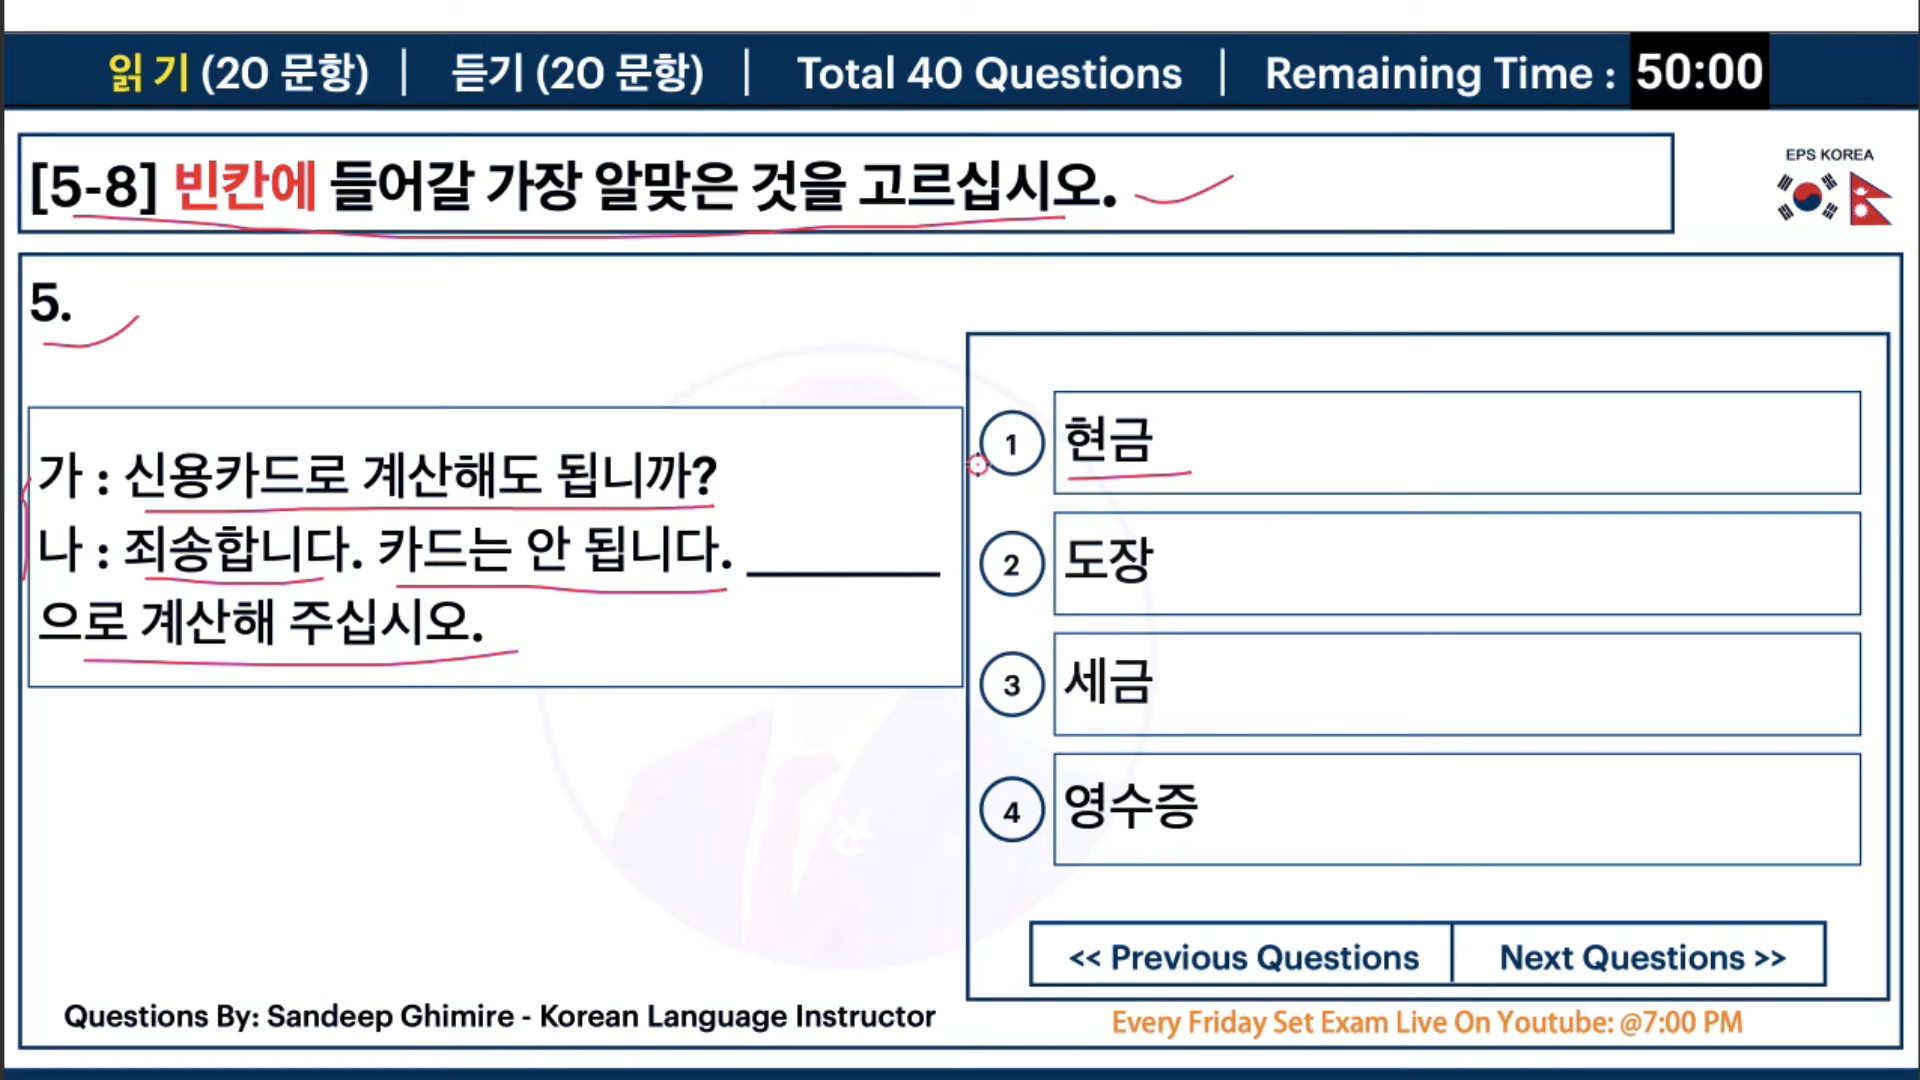 읽 기 (20 문항) | 듣기 (20 문항) | Total 40 Questions | Remaining Time : 50:00
[5-8] 빈칸에 들어갈 가장 알맞은 것을 고르십시오.
EPS KOREA
5.
가 : 신용카드로 계산해도 됩니까?
나 : 죄송합니다. 카드는 안 됩니다. ________
으로 계산해 주십시오.
1 현금
2 도장
3 세금
4 영수증
<< Previous Questions | Next Questions >>
Questions By: Sandeep Ghimire - Korean Language Instructor
Every Friday Set Exam Live On Youtube: @7:00 PM